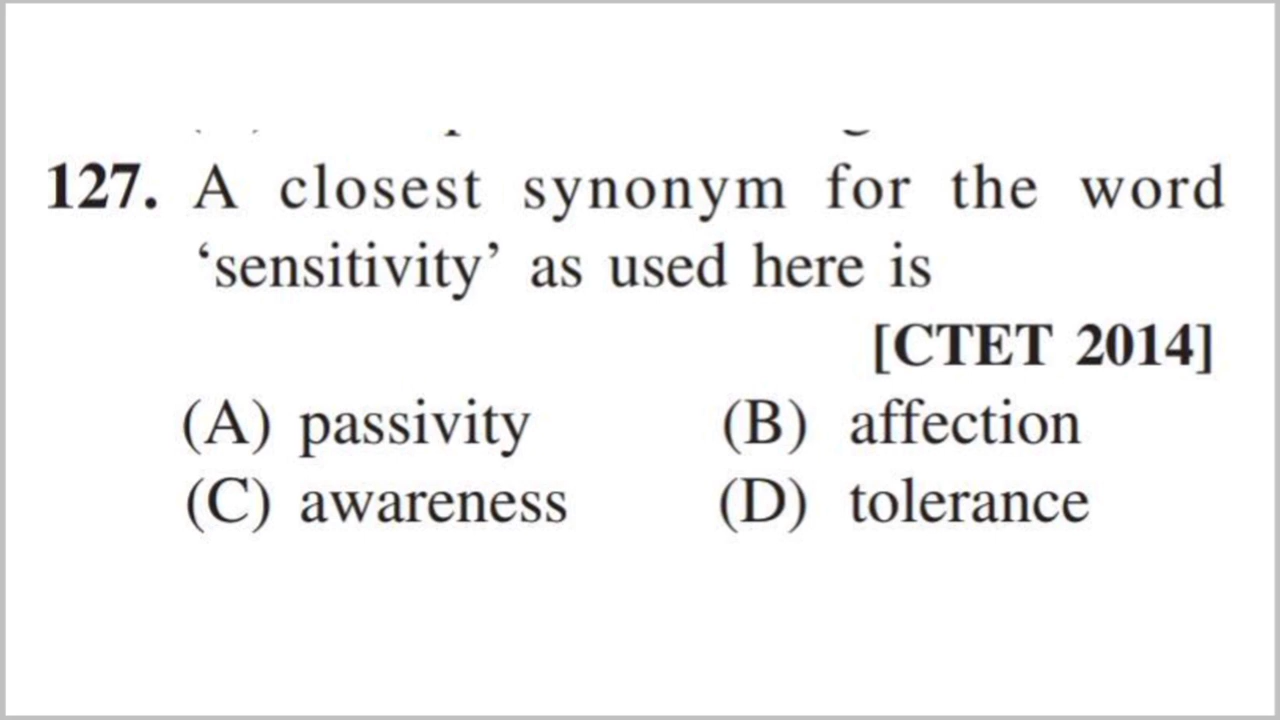 127. A closest synonym for the word
‘sensitivity’ as used here is
[CTET 2014]
(A) passivity (B) affection
(C) awareness (D) tolerance